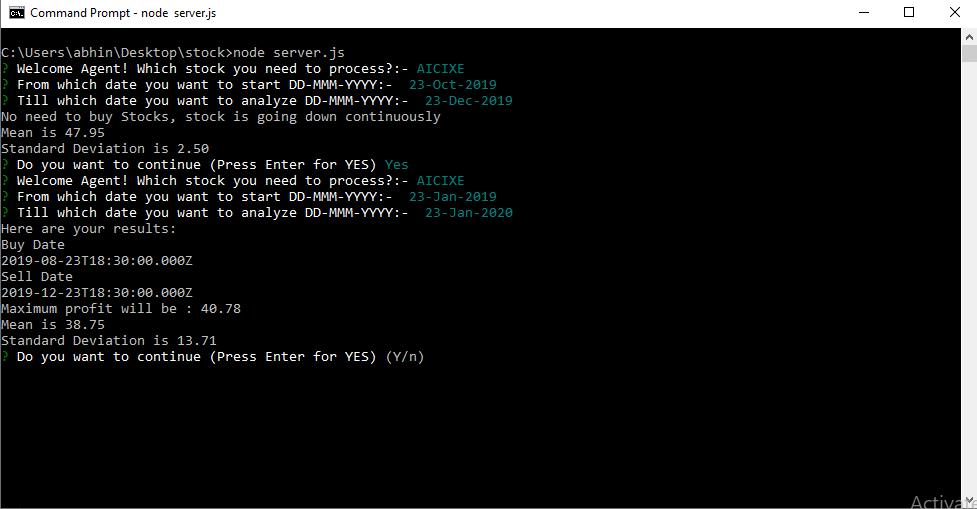 Command Prompt - node server.js
C:\Users\abhin\Desktop\stock>node server.js
? Welcome Agent! Which stock you need to process?:- AICIXE
? From which date you want to start DD-MMM-YYYY:-  23-Oct-2019
? Till which date you want to analyze DD-MMM-YYYY:-  23-Dec-2019
No need to buy Stocks, stock is going down continuously
Mean is 47.95
Standard Deviation is 2.50
? Do you want to continue (Press Enter for YES) Yes
? Welcome Agent! Which stock you need to process?:- AICIXE
? From which date you want to start DD-MMM-YYYY:-  23-Jan-2019
? Till which date you want to analyze DD-MMM-YYYY:-  23-Jan-2020
Here are your results:
Buy Date
2019-08-23T18:30:00.000Z
Sell Date
2019-12-23T18:30:00.000Z
Maximum profit will be : 40.78
Mean is 38.75
Standard Deviation is 13.71
? Do you want to continue (Press Enter for YES) (Y/n)